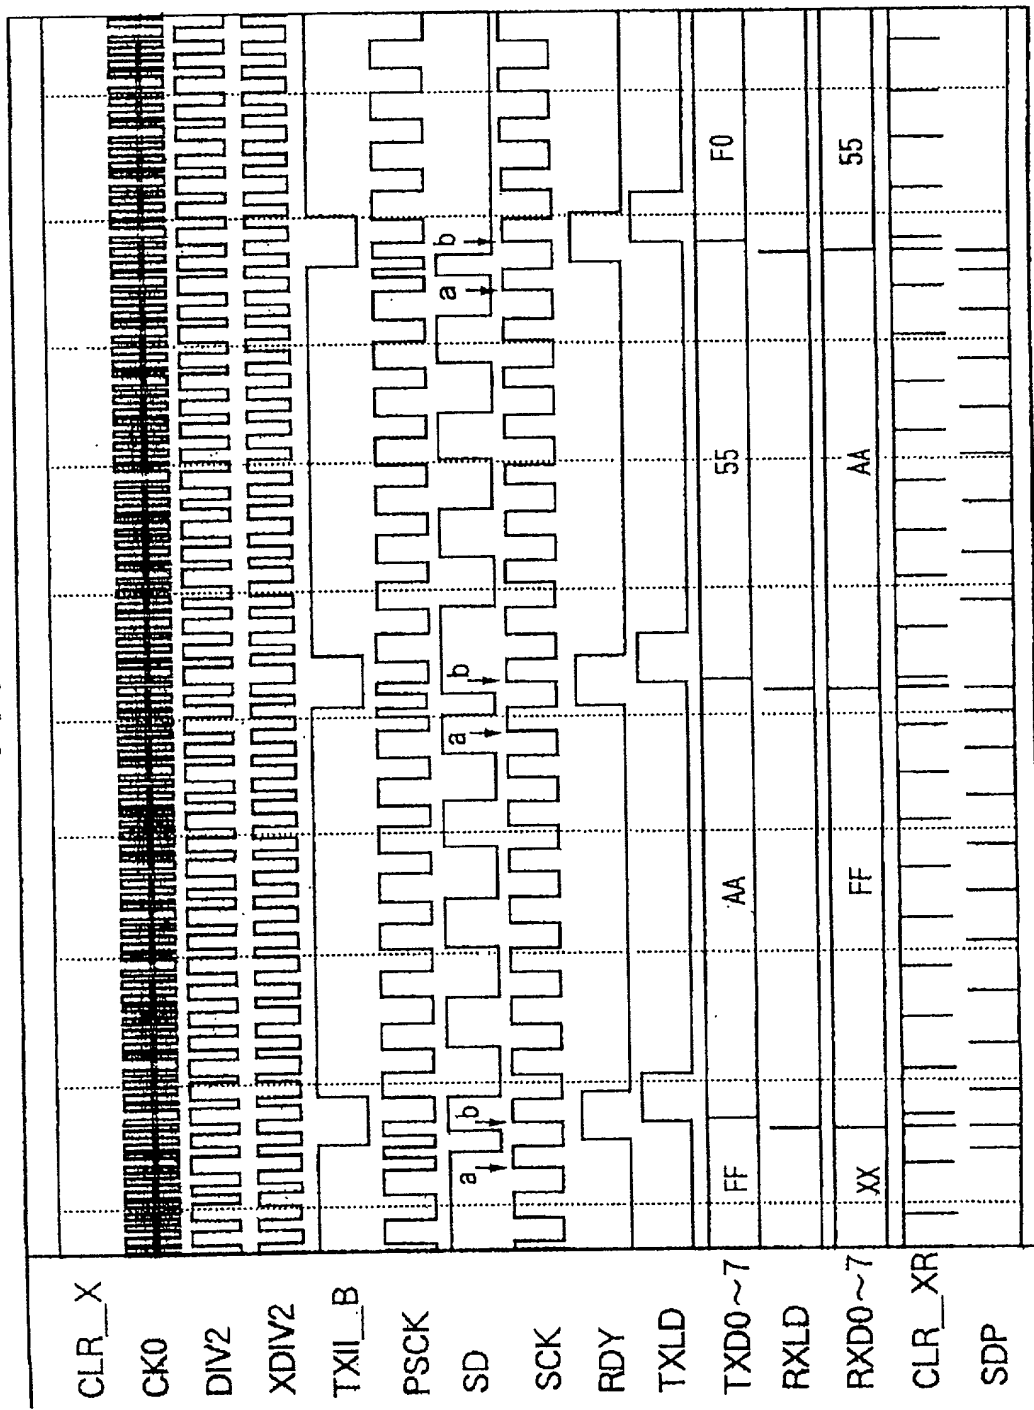 CLR_X
CK0
DIV2
XDIV2
TXII_B
PSCK
SD
a
b
a
b
a
b
SCK
RDY
TXLD
TXD0~7
FF
AA
55
F0
RXLD
RXD0~7
XX
FF
AA
55
CLR_XR
SDP